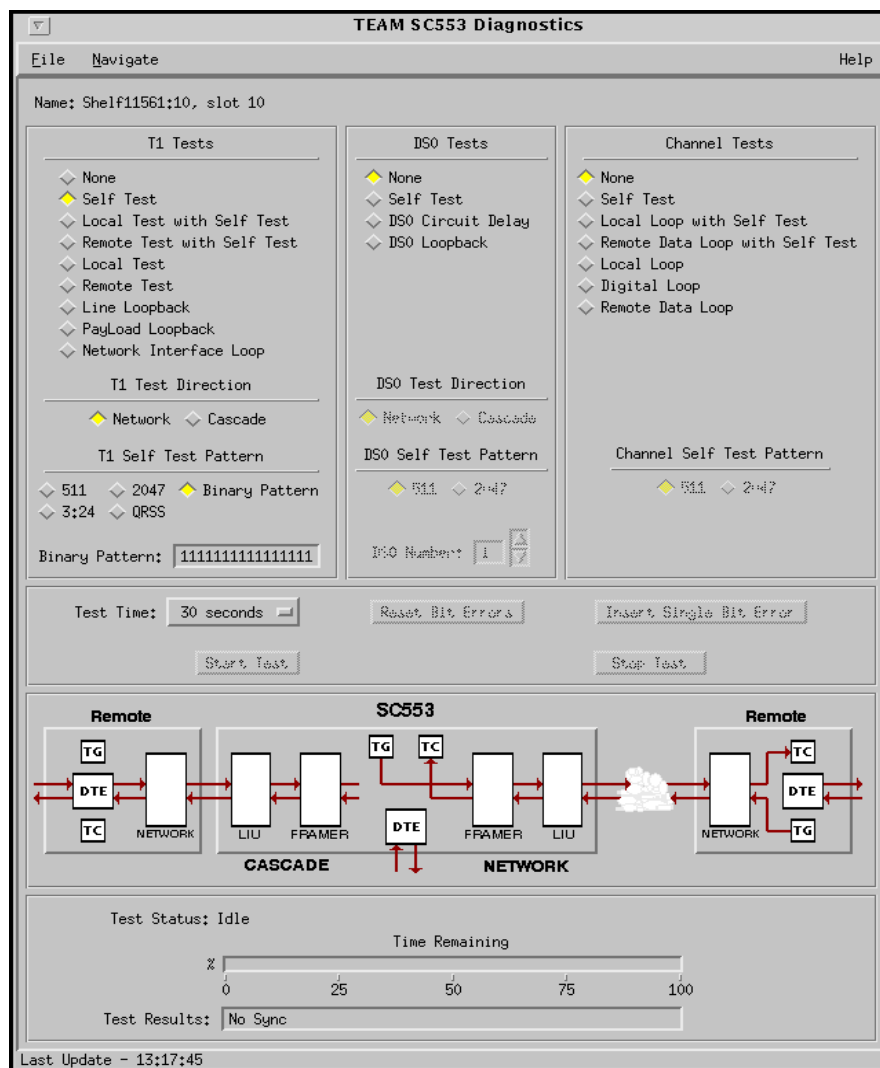 TEAM SC553 Diagnostics
File Navigate Help
Name: Shelf11561:10, slot 10
T1 Tests
None
Self Test
Local Test with Self Test
Remote Test with Self Test
Local Test
Remote Test
Line Loopback
PayLoad Loopback
Network Interface Loop
T1 Test Direction
Network Cascade
T1 Self Test Pattern
511 2047 Binary Pattern
3:24 QRSS
Binary Pattern: 1111111111111111
DS0 Tests
None
Self Test
DS0 Circuit Delay
DS0 Loopback
DS0 Test Direction
Network Cascade
DS0 Self Test Pattern
511 2047
DS0 Number: 1
Channel Tests
None
Self Test
Local Loop with Self Test
Remote Data Loop with Self Test
Local Loop
Digital Loop
Remote Data Loop
Channel Self Test Pattern
511 2047
Test Time: 30 seconds Reset Bit Errors Insert Single Bit Error
Start Test Stop Test
Remote SC553 Remote
TG TG TC TC
DTE DTE DTE
TC TG
NETWORK LIU FRAMER FRAMER LIU NETWORK
CASCADE NETWORK
Test Status: Idle
Time Remaining
%
0 25 50 75 100
Test Results: No Sync
Last Update - 13:17:45